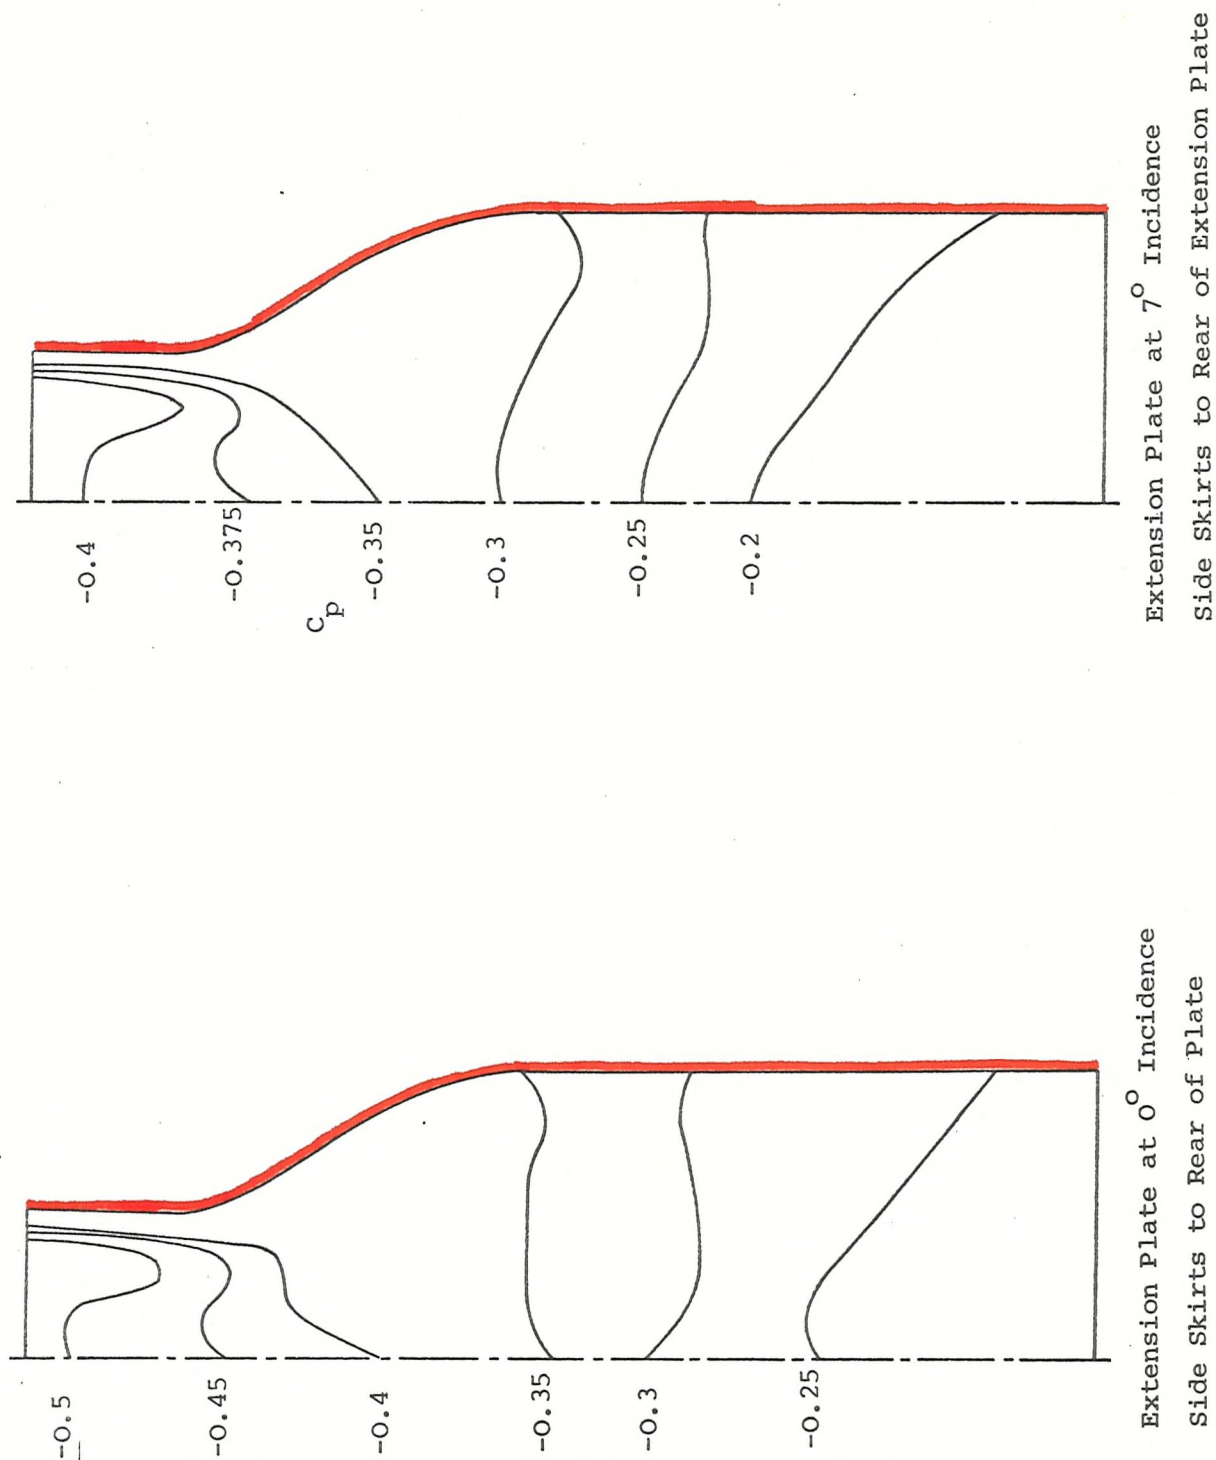 -0.4
-0.375
Cp
-0.35
-0.3
-0.25
-0.2
Extension Plate at 7° Incidence
Side Skirts to Rear of Extension Plate
-0.5
-0.45
-0.4
-0.35
-0.3
-0.25
Extension Plate at 0° Incidence
Side Skirts to Rear of Plate